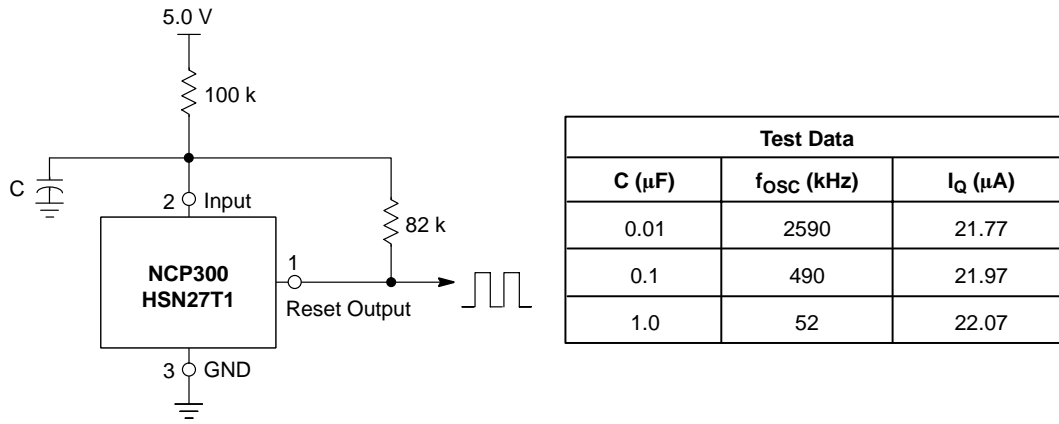 5.0 V
100 k
C
2 Input
82 k
NCP300
HSN27T1
1
Reset Output
3 GND
Test Data
C (μF) fOSC (kHz) IQ (μA)
0.01 2590 21.77
0.1 490 21.97
1.0 52 22.07